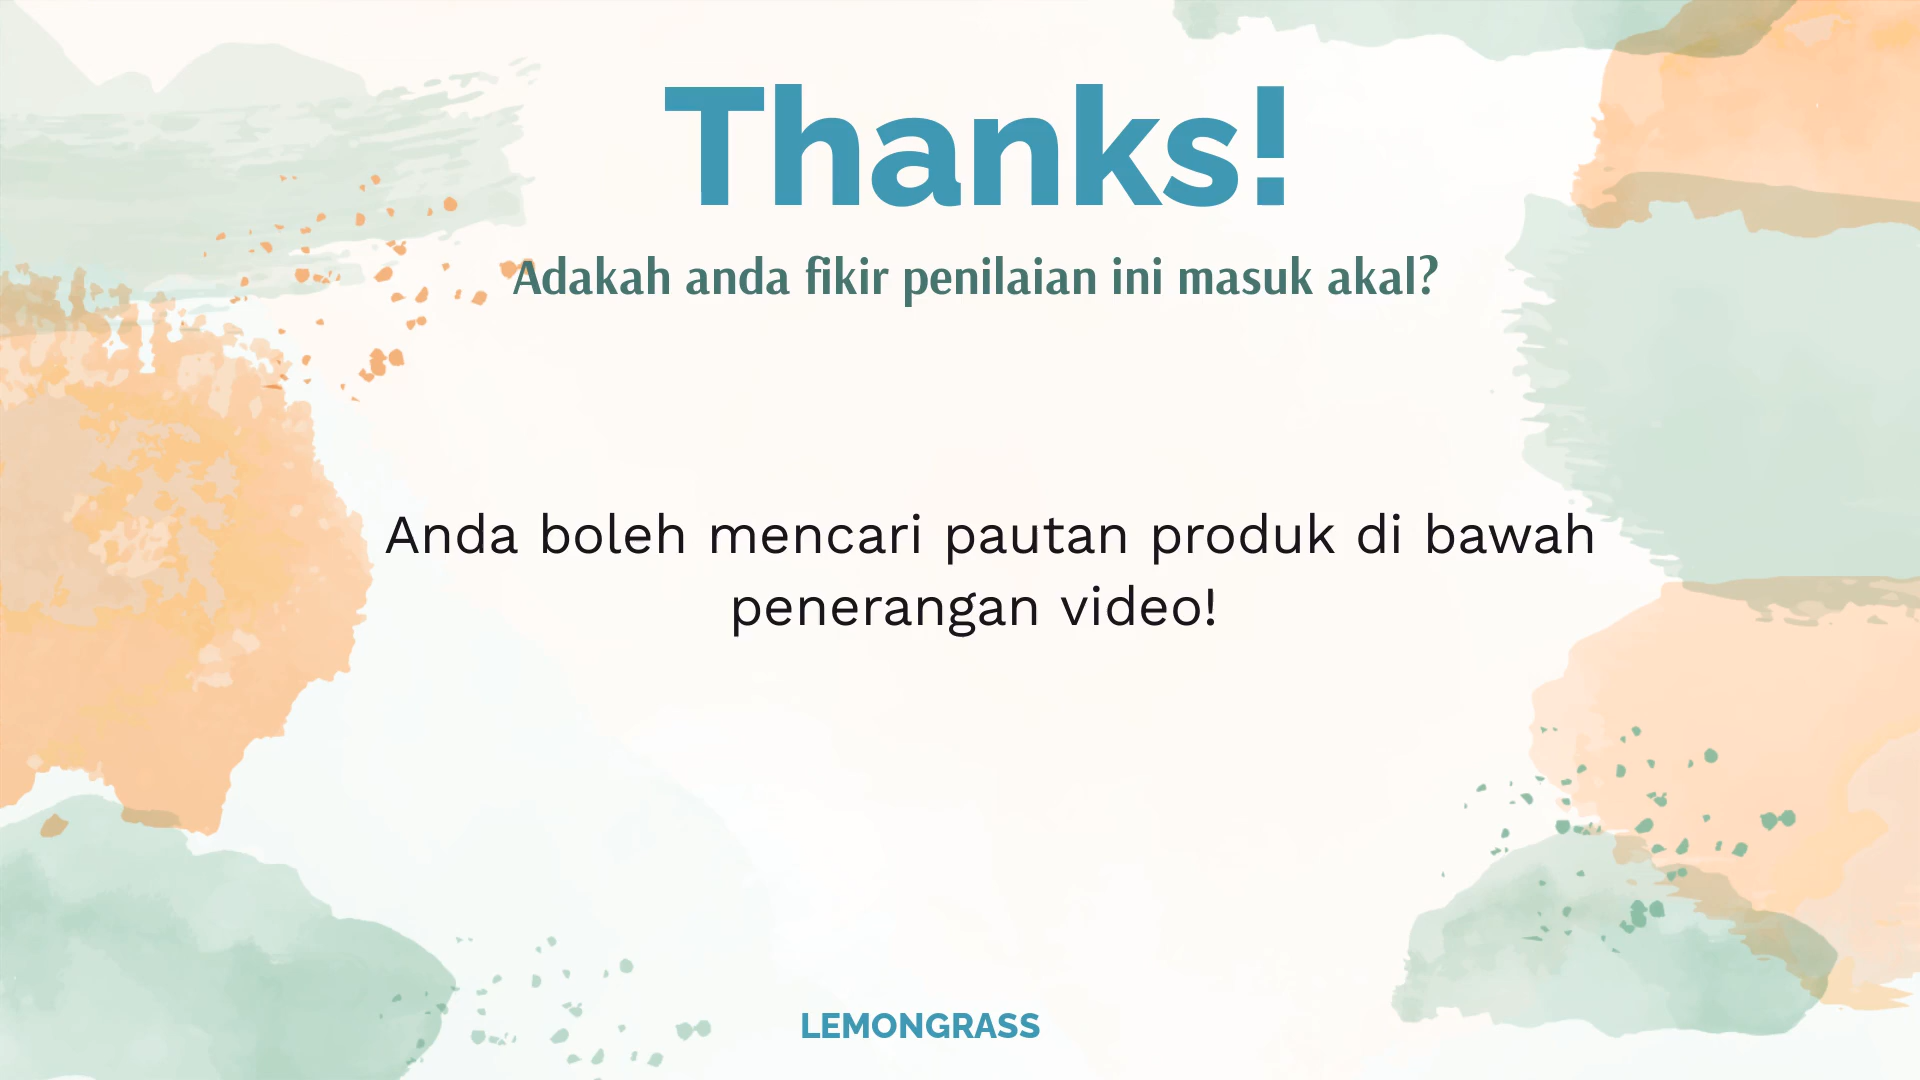 Thanks!
Adakah anda fikir penilaian ini masuk akal?
Anda boleh mencari pautan produk di bawah
penerangan video!
LEMONGRASS